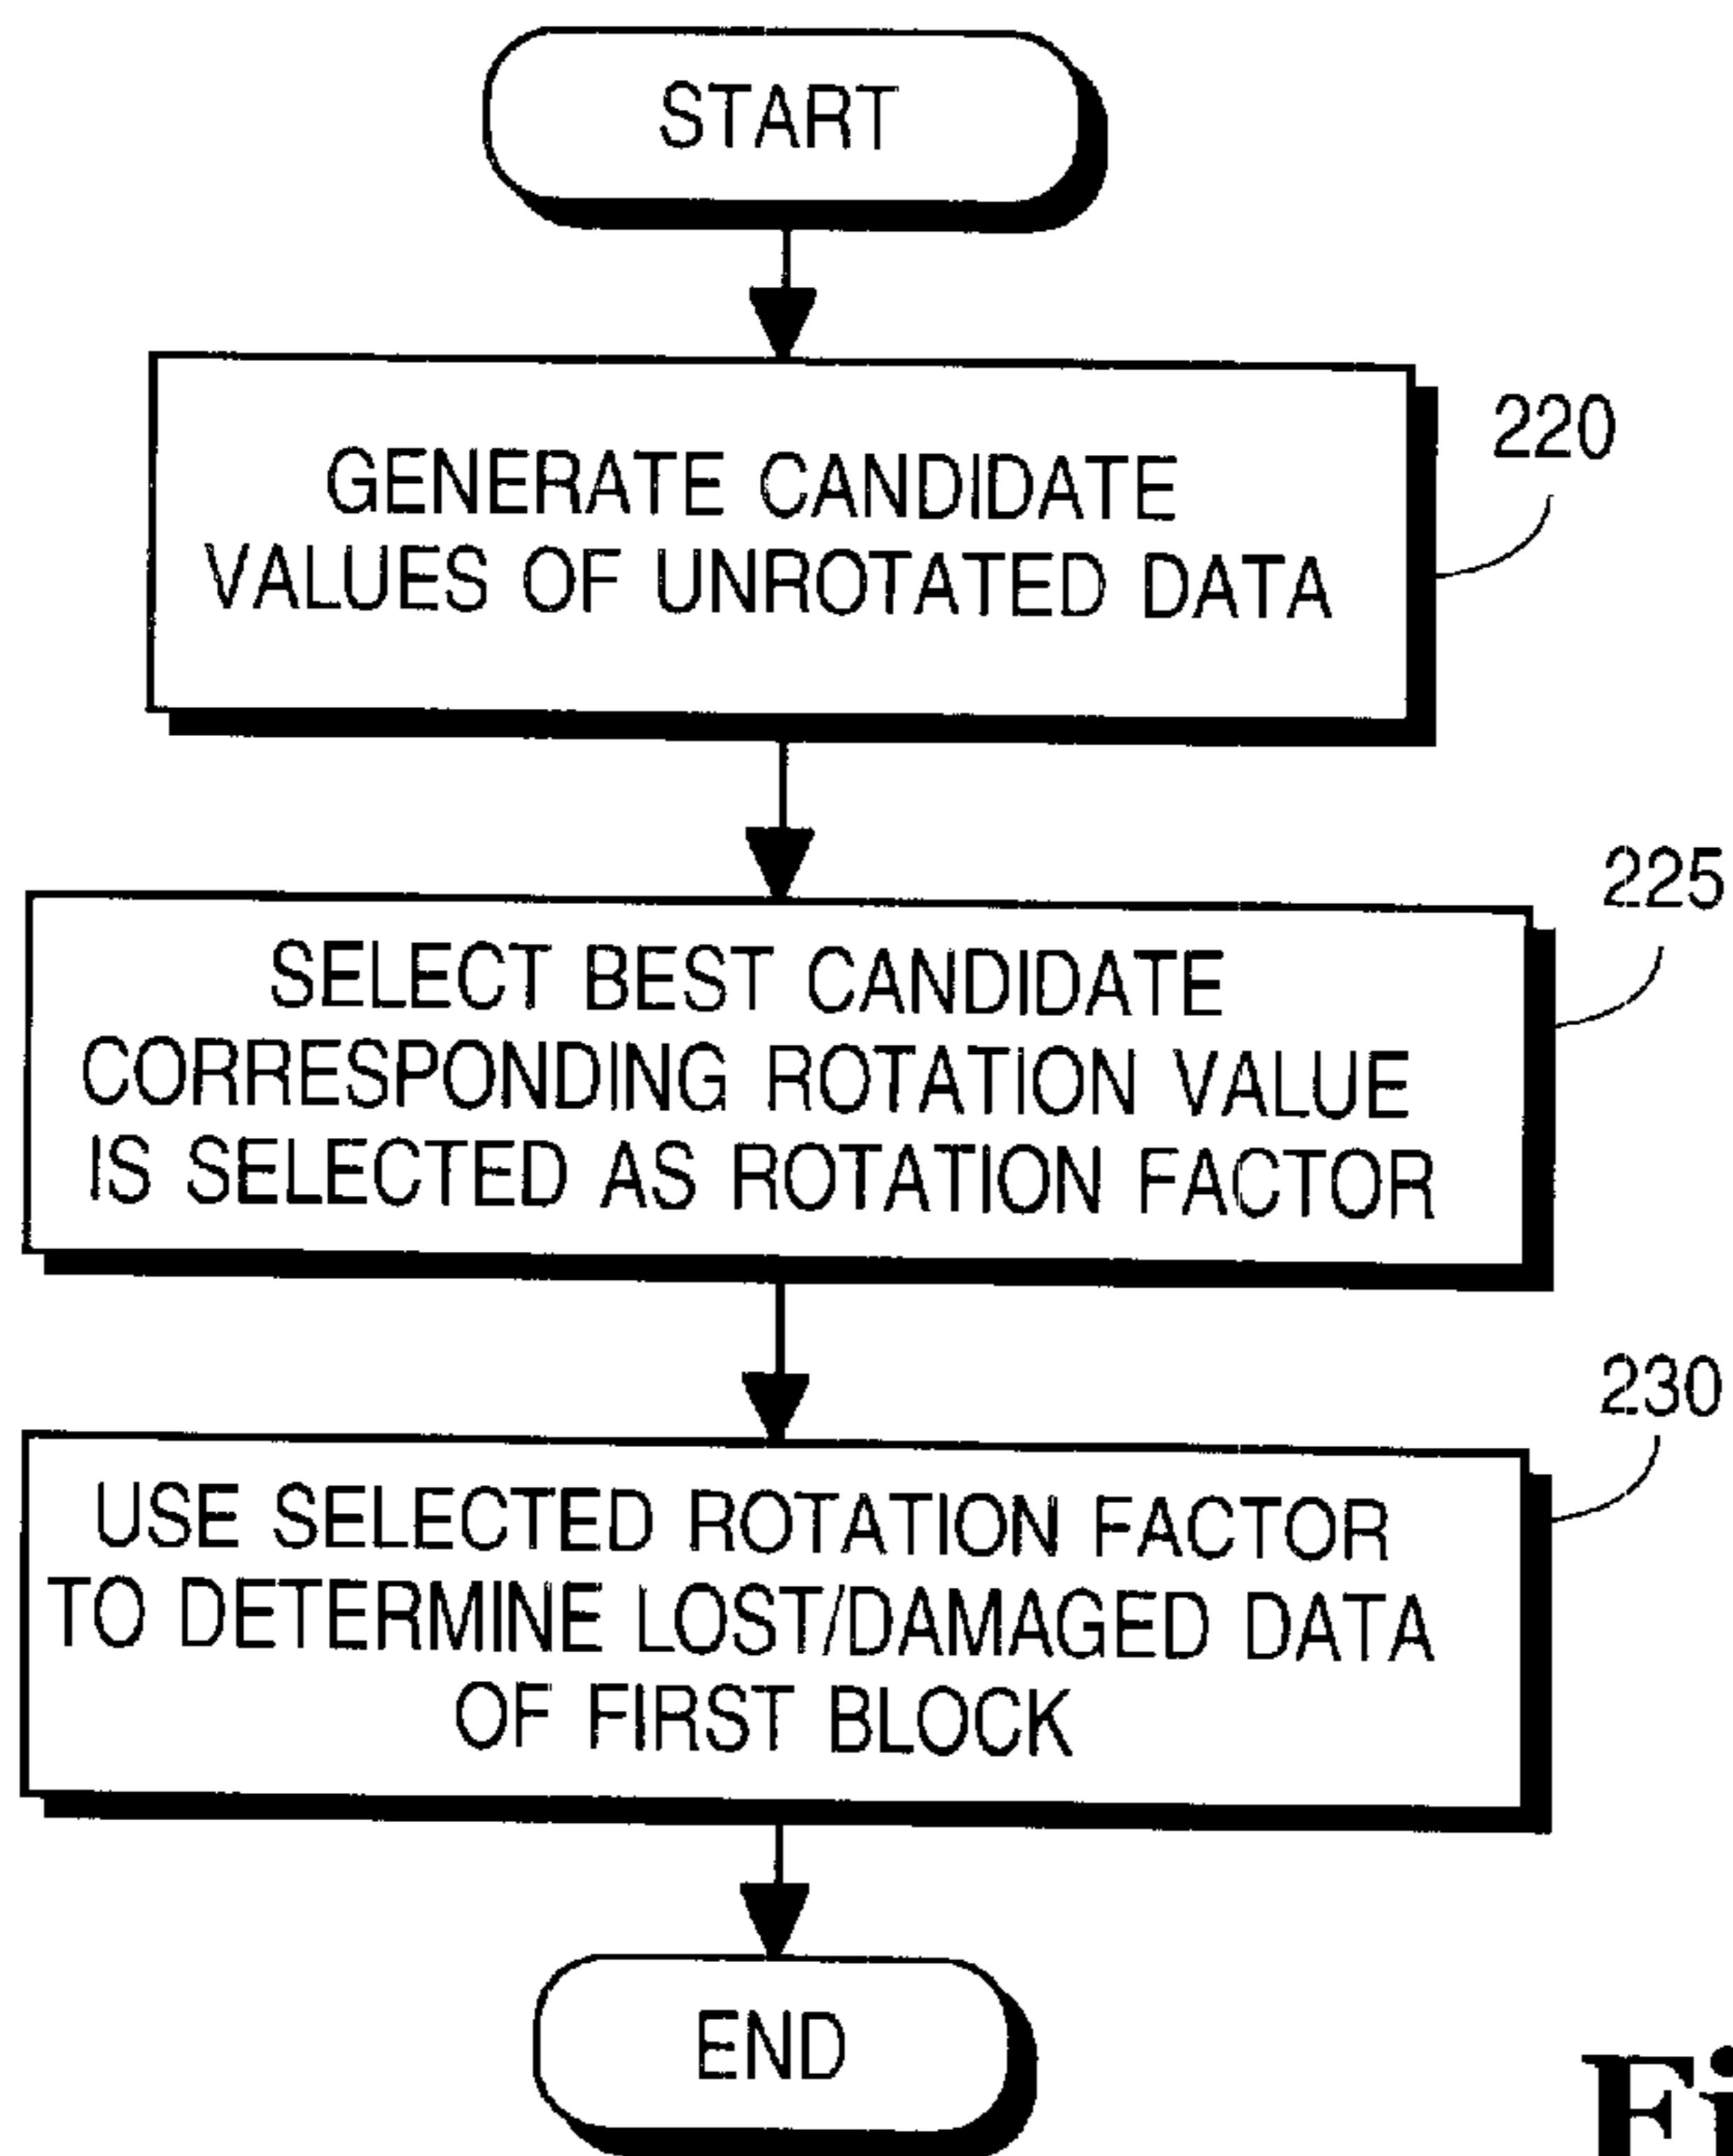 START
GENERATE CANDIDATE
VALUES OF UNROTATED DATA
220
SELECT BEST CANDIDATE
CORRESPONDING ROTATION VALUE
IS SELECTED AS ROTATION FACTOR
225
USE SELECTED ROTATION FACTOR
TO DETERMINE LOST/DAMAGED DATA
OF FIRST BLOCK
230
END